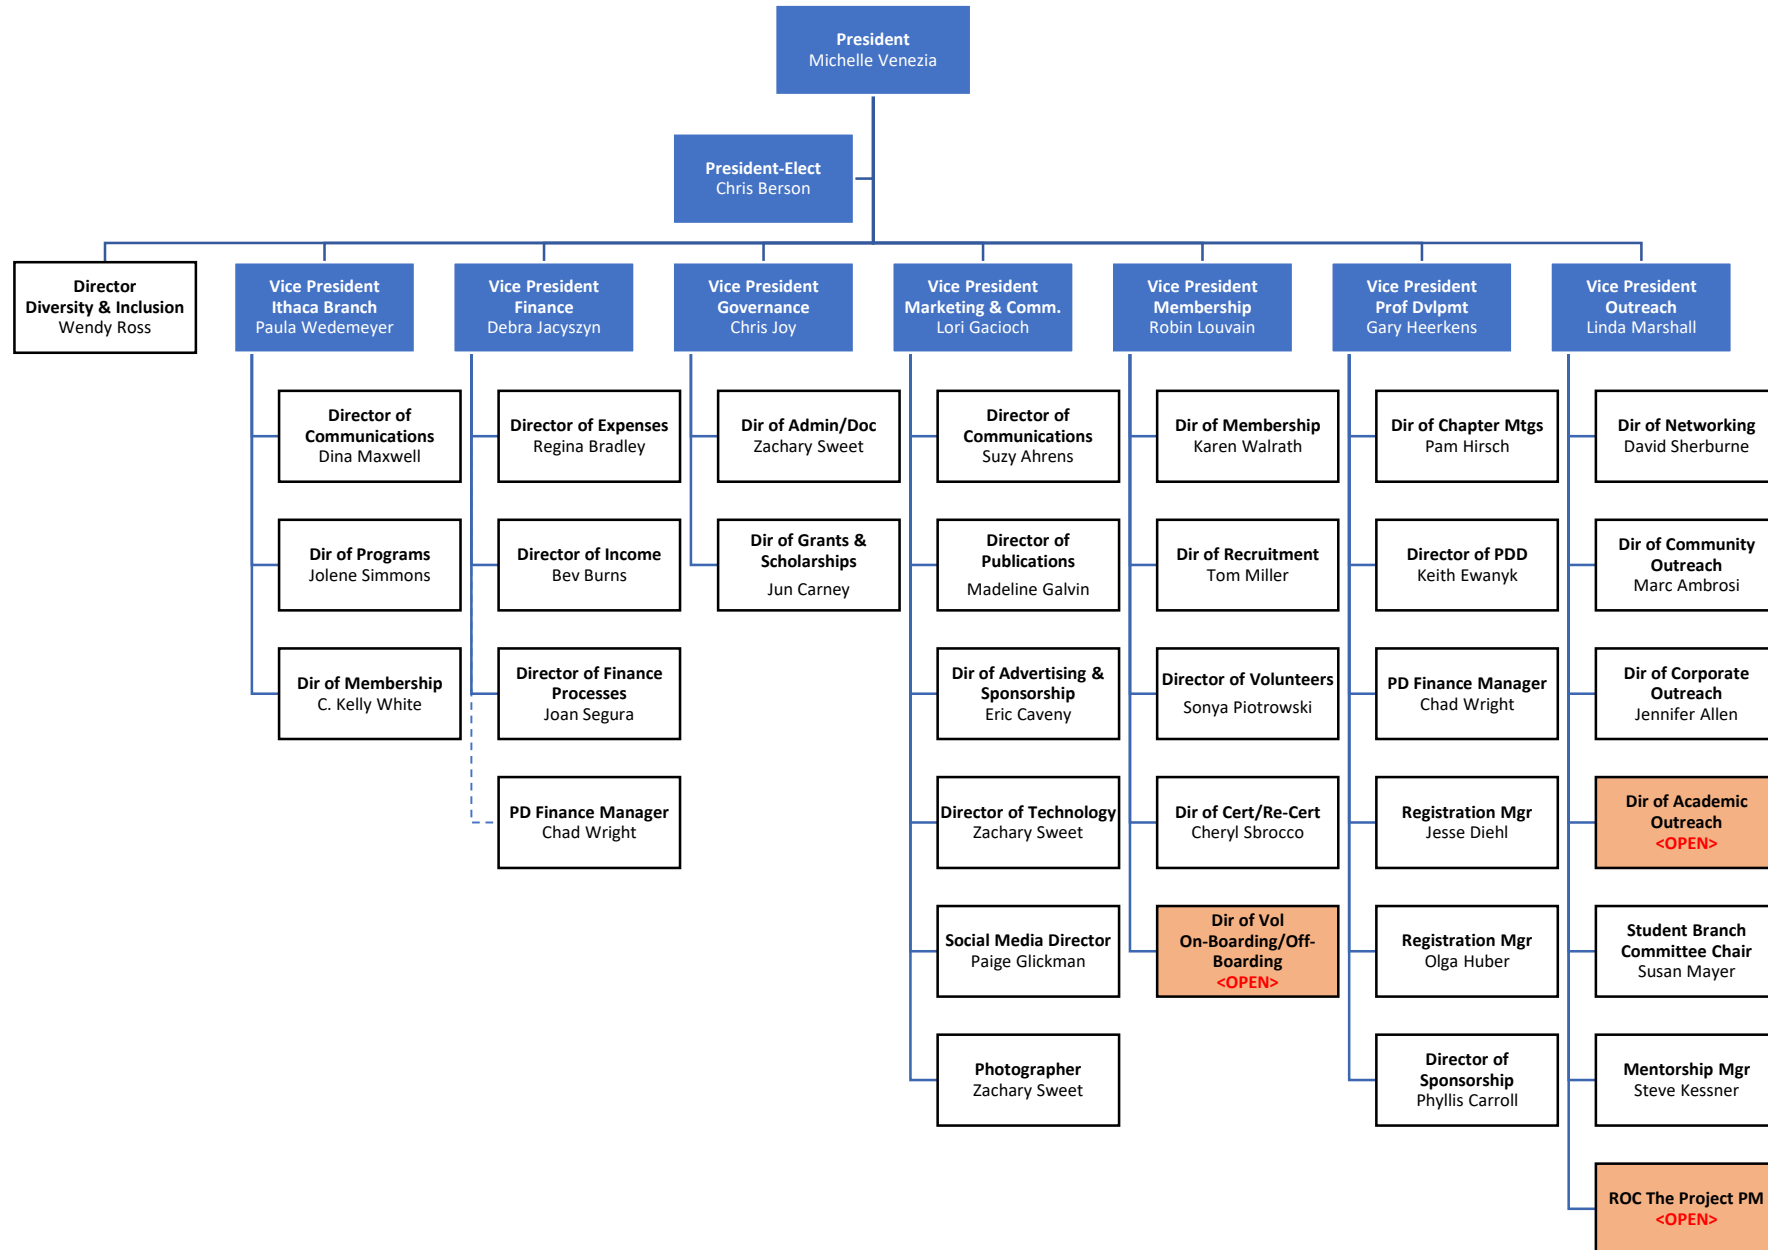 President
Michelle Venezia
President-Elect
Chris Berson
Director
Diversity & Inclusion
Wendy Ross
Vice President
Ithaca Branch
Paula Wedemeyer
Vice President
Finance
Debra Jacyszyn
Vice President
Governance
Chris Joy
Vice President
Marketing & Comm.
Lori Gacioch
Vice President
Membership
Robin Louvain
Vice President
Prof Dvlpmt
Gary Heerkens
Vice President
Outreach
Linda Marshall
Director of
Communications
Dina Maxwell
Director of Expenses
Regina Bradley
Dir of Admin/Doc
Zachary Sweet
Director of
Communications
Suzy Ahrens
Dir of Membership
Karen Walrath
Dir of Chapter Mtgs
Pam Hirsch
Dir of Networking
David Sherburne
Dir of Programs
Jolene Simmons
Director of Income
Bev Burns
Dir of Grants &
Scholarships
Jun Carney
Director of
Publications
Madeline Galvin
Dir of Recruitment
Tom Miller
Director of PDD
Keith Ewanyk
Dir of Community
Outreach
Marc Ambrosi
Dir of Membership
C. Kelly White
Director of Finance
Processes
Joan Segura
Dir of Advertising &
Sponsorship
Eric Caveny
Director of Volunteers
Sonya Piotrowski
PD Finance Manager
Chad Wright
Dir of Corporate
Outreach
Jennifer Allen
PD Finance Manager
Chad Wright
Director of Technology
Zachary Sweet
Dir of Cert/Re-Cert
Cheryl Sbrocco
Registration Mgr
Jesse Diehl
Dir of Academic
Outreach
<OPEN>
Social Media Director
Paige Glickman
Dir of Vol
On-Boarding/Off-
Boarding
<OPEN>
Registration Mgr
Olga Huber
Student Branch
Committee Chair
Susan Mayer
Photographer
Zachary Sweet
Director of
Sponsorship
Phyllis Carroll
Mentorship Mgr
Steve Kessner
ROC The Project PM
<OPEN>